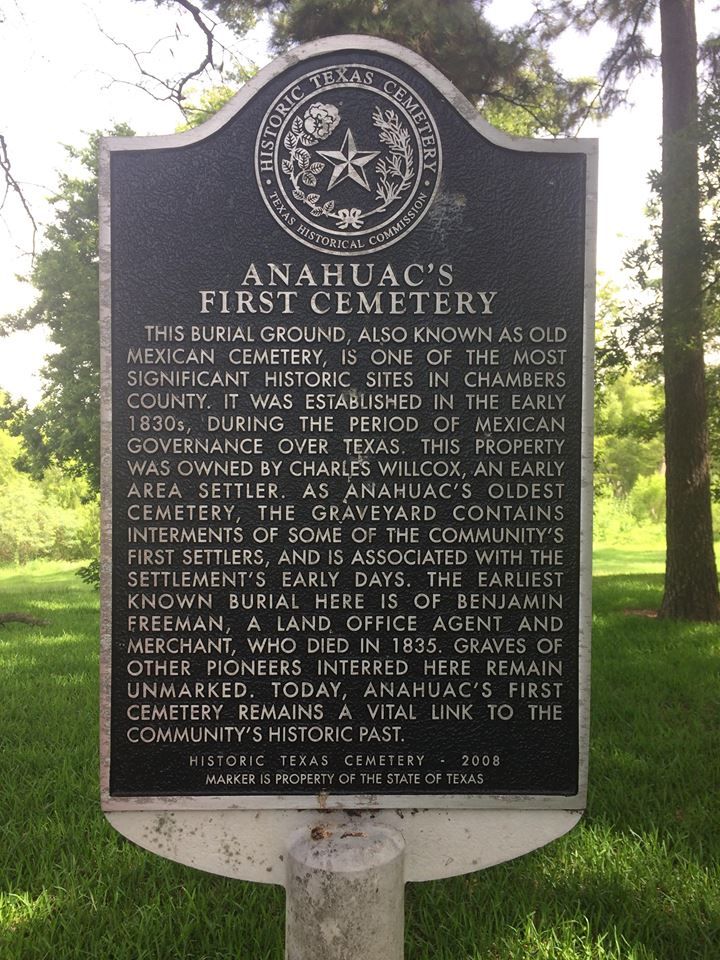 HISTORIC TEXAS CEMETERY
• TEXAS HISTORICAL COMMISSION •
ANAHUAC'S
FIRST CEMETERY
THIS BURIAL GROUND, ALSO KNOWN AS OLD
MEXICAN CEMETERY, IS ONE OF THE MOST
SIGNIFICANT HISTORIC SITES IN CHAMBERS
COUNTY. IT WAS ESTABLISHED IN THE EARLY
1830s, DURING THE PERIOD OF MEXICAN
GOVERNANCE OVER TEXAS. THIS PROPERTY
WAS OWNED BY CHARLES WILLCOX, AN EARLY
AREA SETTLER. AS ANAHUAC'S OLDEST
CEMETERY, THE GRAVEYARD CONTAINS
INTERMENTS OF SOME OF THE COMMUNITY'S
FIRST SETTLERS, AND IS ASSOCIATED WITH THE
SETTLEMENT'S EARLY DAYS. THE EARLIEST
KNOWN BURIAL HERE IS OF BENJAMIN
FREEMAN, A LAND OFFICE AGENT AND
MERCHANT, WHO DIED IN 1835. GRAVES OF
OTHER PIONEERS INTERRED HERE REMAIN
UNMARKED. TODAY, ANAHUAC'S FIRST
CEMETERY REMAINS A VITAL LINK TO THE
COMMUNITY'S HISTORIC PAST.
HISTORIC TEXAS CEMETERY - 2008
MARKER IS PROPERTY OF THE STATE OF TEXAS